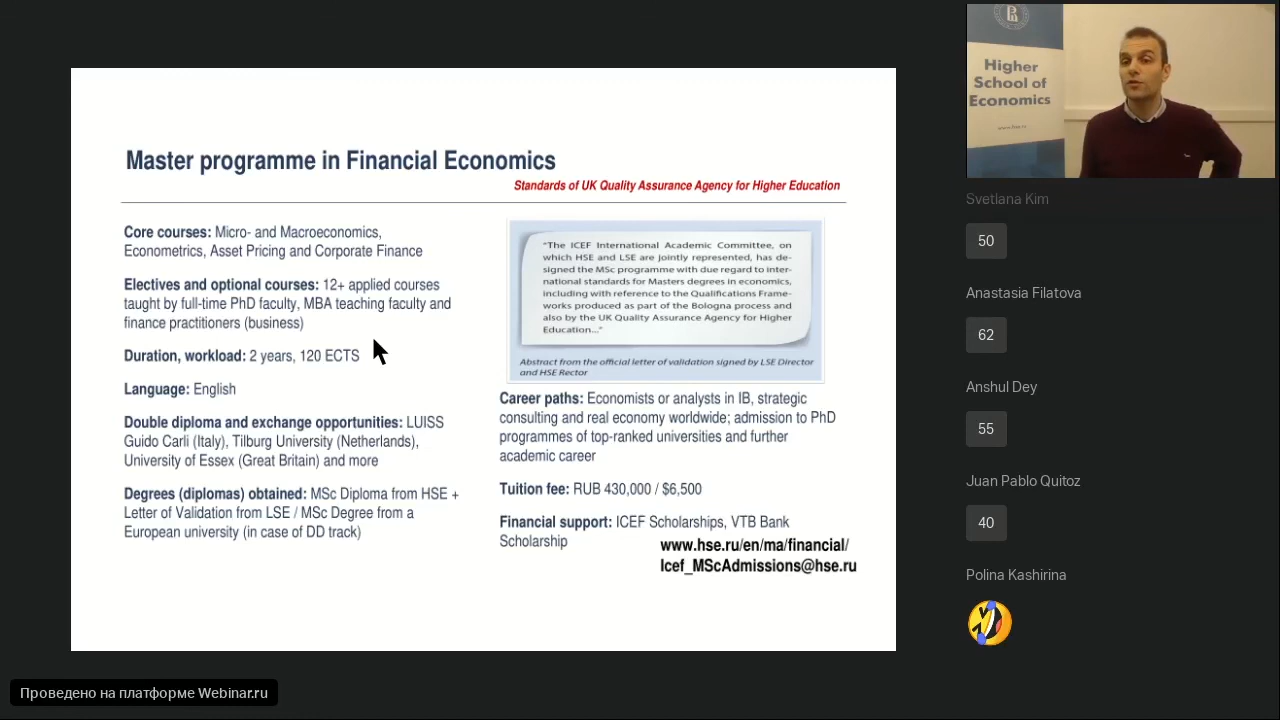 Master programme in Financial Economics
Standards of UK Quality Assurance Agency for Higher Education
Core courses: Micro- and Macroeconomics,
Econometrics, Asset Pricing and Corporate Finance
Electives and optional courses: 12+ applied courses
taught by full-time PhD faculty, MBA teaching faculty and
finance practitioners (business)
Duration, workload: 2 years, 120 ECTS
Language: English
Double diploma and exchange opportunities: LUISS
Guido Carli (Italy), Tilburg University (Netherlands),
University of Essex (Great Britain) and more
Degrees (diplomas) obtained: MSc Diploma from HSE +
Letter of Validation from LSE / MSc Degree from a
European university (in case of DD track)
"The ICEF International Academic Committee, on
which HSE and LSE are jointly represented, has de-
signed the MSc programme with due regard to inter-
national standards for Masters degrees in economics,
including with reference to the Qualifications Frame-
works produced as part of the Bologna process and
also by the UK Quality Assurance Agency for Higher
Education..."
Abstract from the official letter of validation signed by LSE Director
and HSE Rector
Career paths: Economists or analysts in IB, strategic
consulting and real economy worldwide; admission to PhD
programmes of top-ranked universities and further
academic career
Tuition fee: RUB 430,000 / $6,500
Financial support: ICEF Scholarships, VTB Bank
Scholarship
www.hse.ru/en/ma/financial/
Icef_MScAdmissions@hse.ru
Higher
School of
Economics
www.hse.ru
Svetlana Kim
50
Anastasia Filatova
62
Anshul Dey
55
Juan Pablo Quitoz
40
Polina Kashirina
Проведено на платформе Webinar.ru